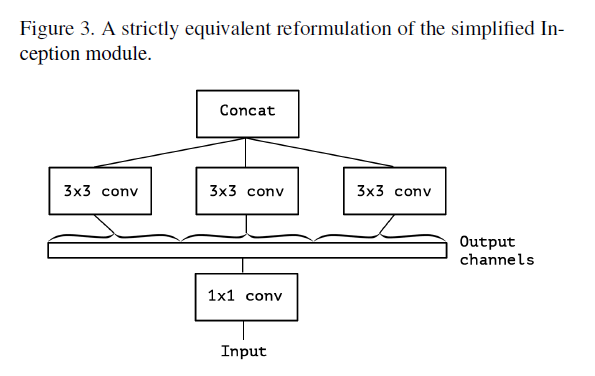 Figure 3. A strictly equivalent reformulation of the simplified In-
ception module.
Concat
3x3 conv 3x3 conv 3x3 conv
Output
channels
1x1 conv
Input